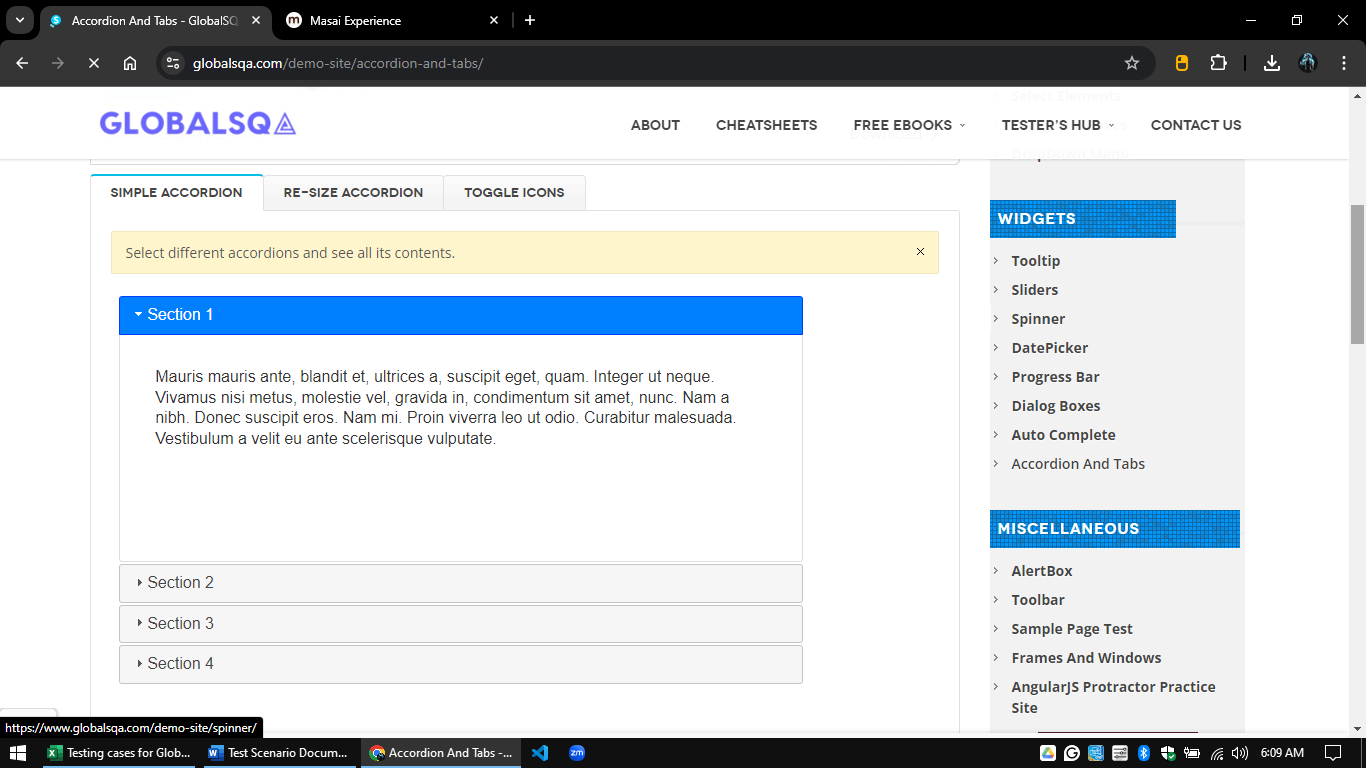 Accordion And Tabs - GlobalSQ
Masai Experience
globalsqa.com/demo-site/accordion-and-tabs/
GLOBALSQA
ABOUT
CHEATSHEETS
FREE EBOOKS
TESTER'S HUB
CONTACT US
Select Elements
DropDown Menu
SIMPLE ACCORDION
RE-SIZE ACCORDION
TOGGLE ICONS
Select different accordions and see all its contents.
Section 1
Mauris mauris ante, blandit et, ultrices a, suscipit eget, quam. Integer ut neque.
Vivamus nisi metus, molestie vel, gravida in, condimentum sit amet, nunc. Nam a
nibh. Donec suscipit eros. Nam mi. Proin viverra leo ut odio. Curabitur malesuada.
Vestibulum a velit eu ante scelerisque vulputate.
Section 2
Section 3
Section 4
WIDGETS
Tooltip
Sliders
Spinner
DatePicker
Progress Bar
Dialog Boxes
Auto Complete
Accordion And Tabs
MISCELLANEOUS
AlertBox
Toolbar
Sample Page Test
Frames And Windows
AngularJS Protractor Practice
Site
https://www.globalsqa.com/demo-site/spinner/
Testing cases for Glob...
Test Scenario Docum...
Accordion And Tabs -...
zm
6:09 AM